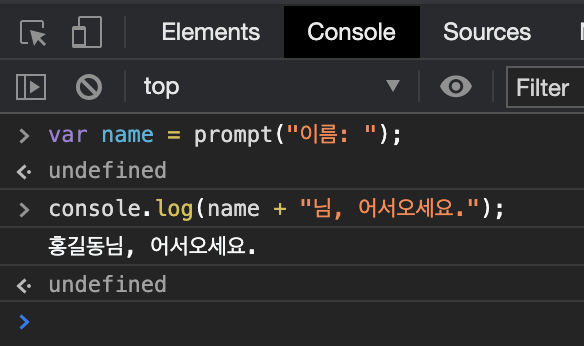 Elements Console Sources
top Filter
> var name = prompt("이름: ");
undefined
> console.log(name + "님, 어서오세요.");
홍길동님, 어서오세요.
undefined
>